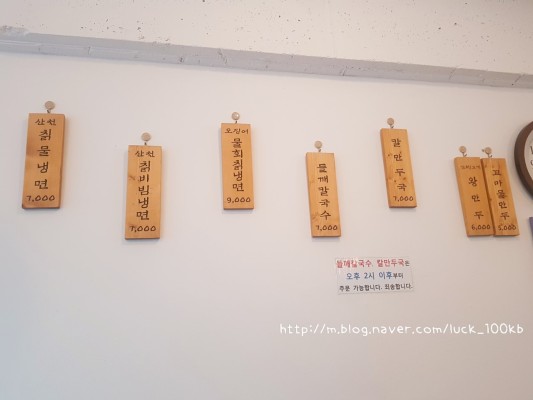 산선
칡물냉면
7,000
산선
칡비빔냉면
7,000
오징어
물회칡냉면
9,000
들깨칼국수
7,000
칼만두국
7,000
왕만두
6,000
꼬마물만두
5,000
들깨칼국수, 칼만두국은
오후 2시 이후부터
주문 가능합니다. 죄송합니다.
http://m.blog.naver.com/luck_100kb